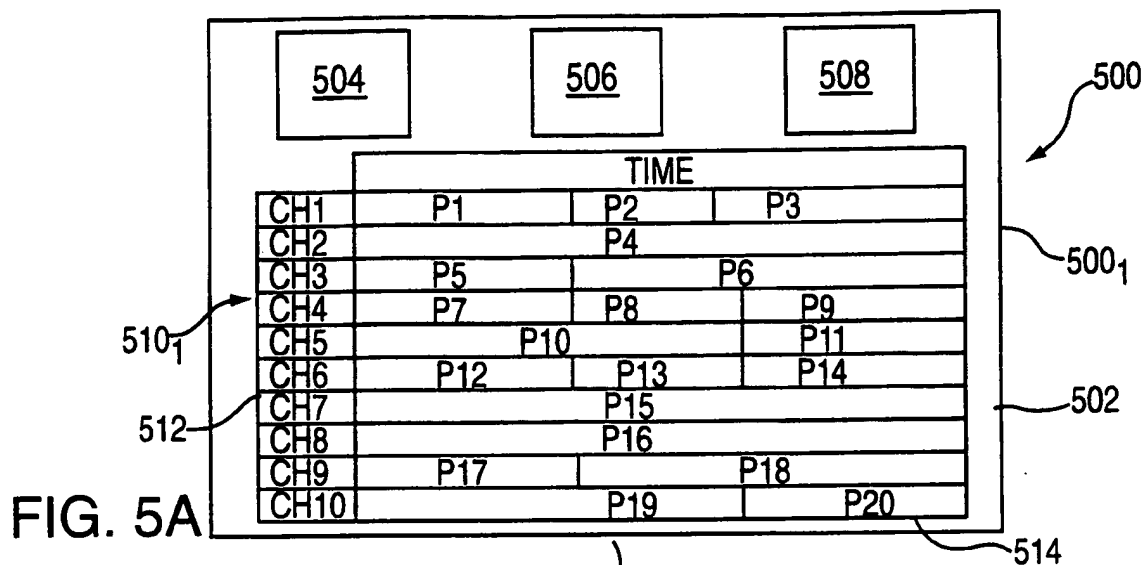 504 506 508
500
TIME
CH1 P1 P2 P3
CH2 P4
500₁
CH3 P5 P6
CH4 P7 P8 P9
510₁
CH5 P10 P11
CH6 P12 P13 P14
CH7 P15
502
512
CH8 P16
CH9 P17 P18
CH10 P19 P20
FIG. 5A
514